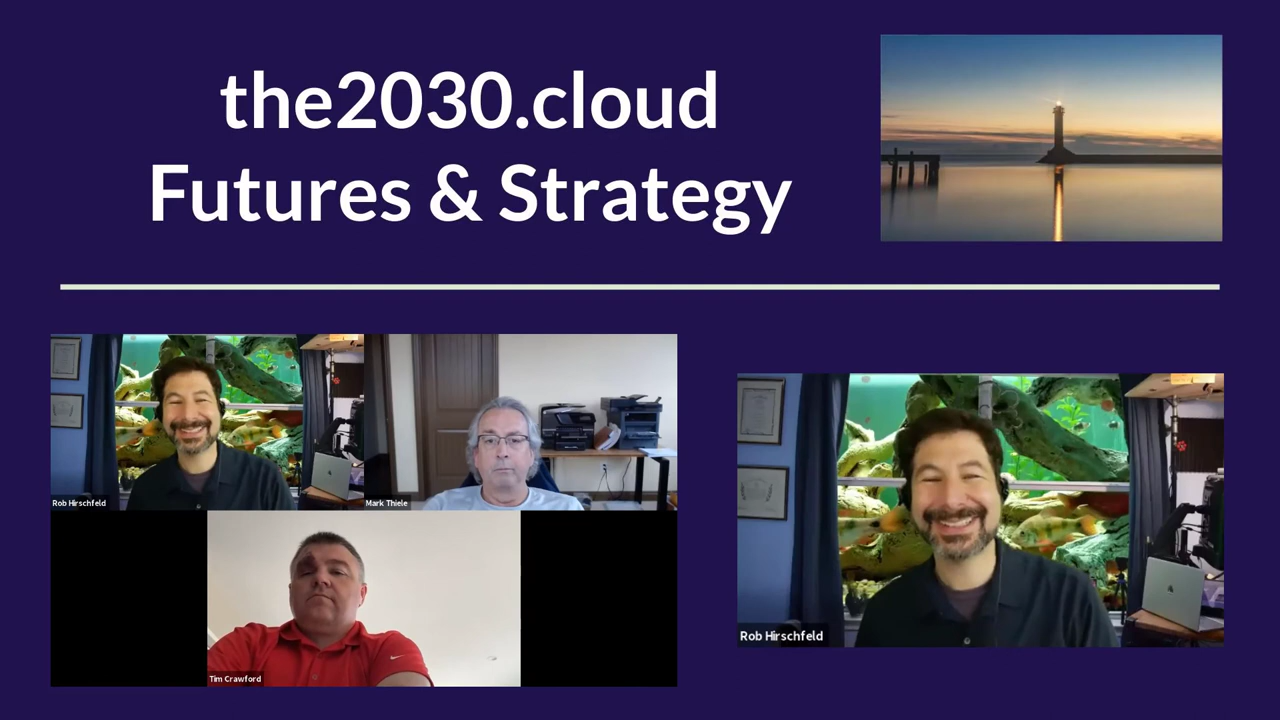 the2030.cloud
Futures & Strategy
Rob Hirschfeld
Mark Thiele
Tim Crawford
Rob Hirschfeld